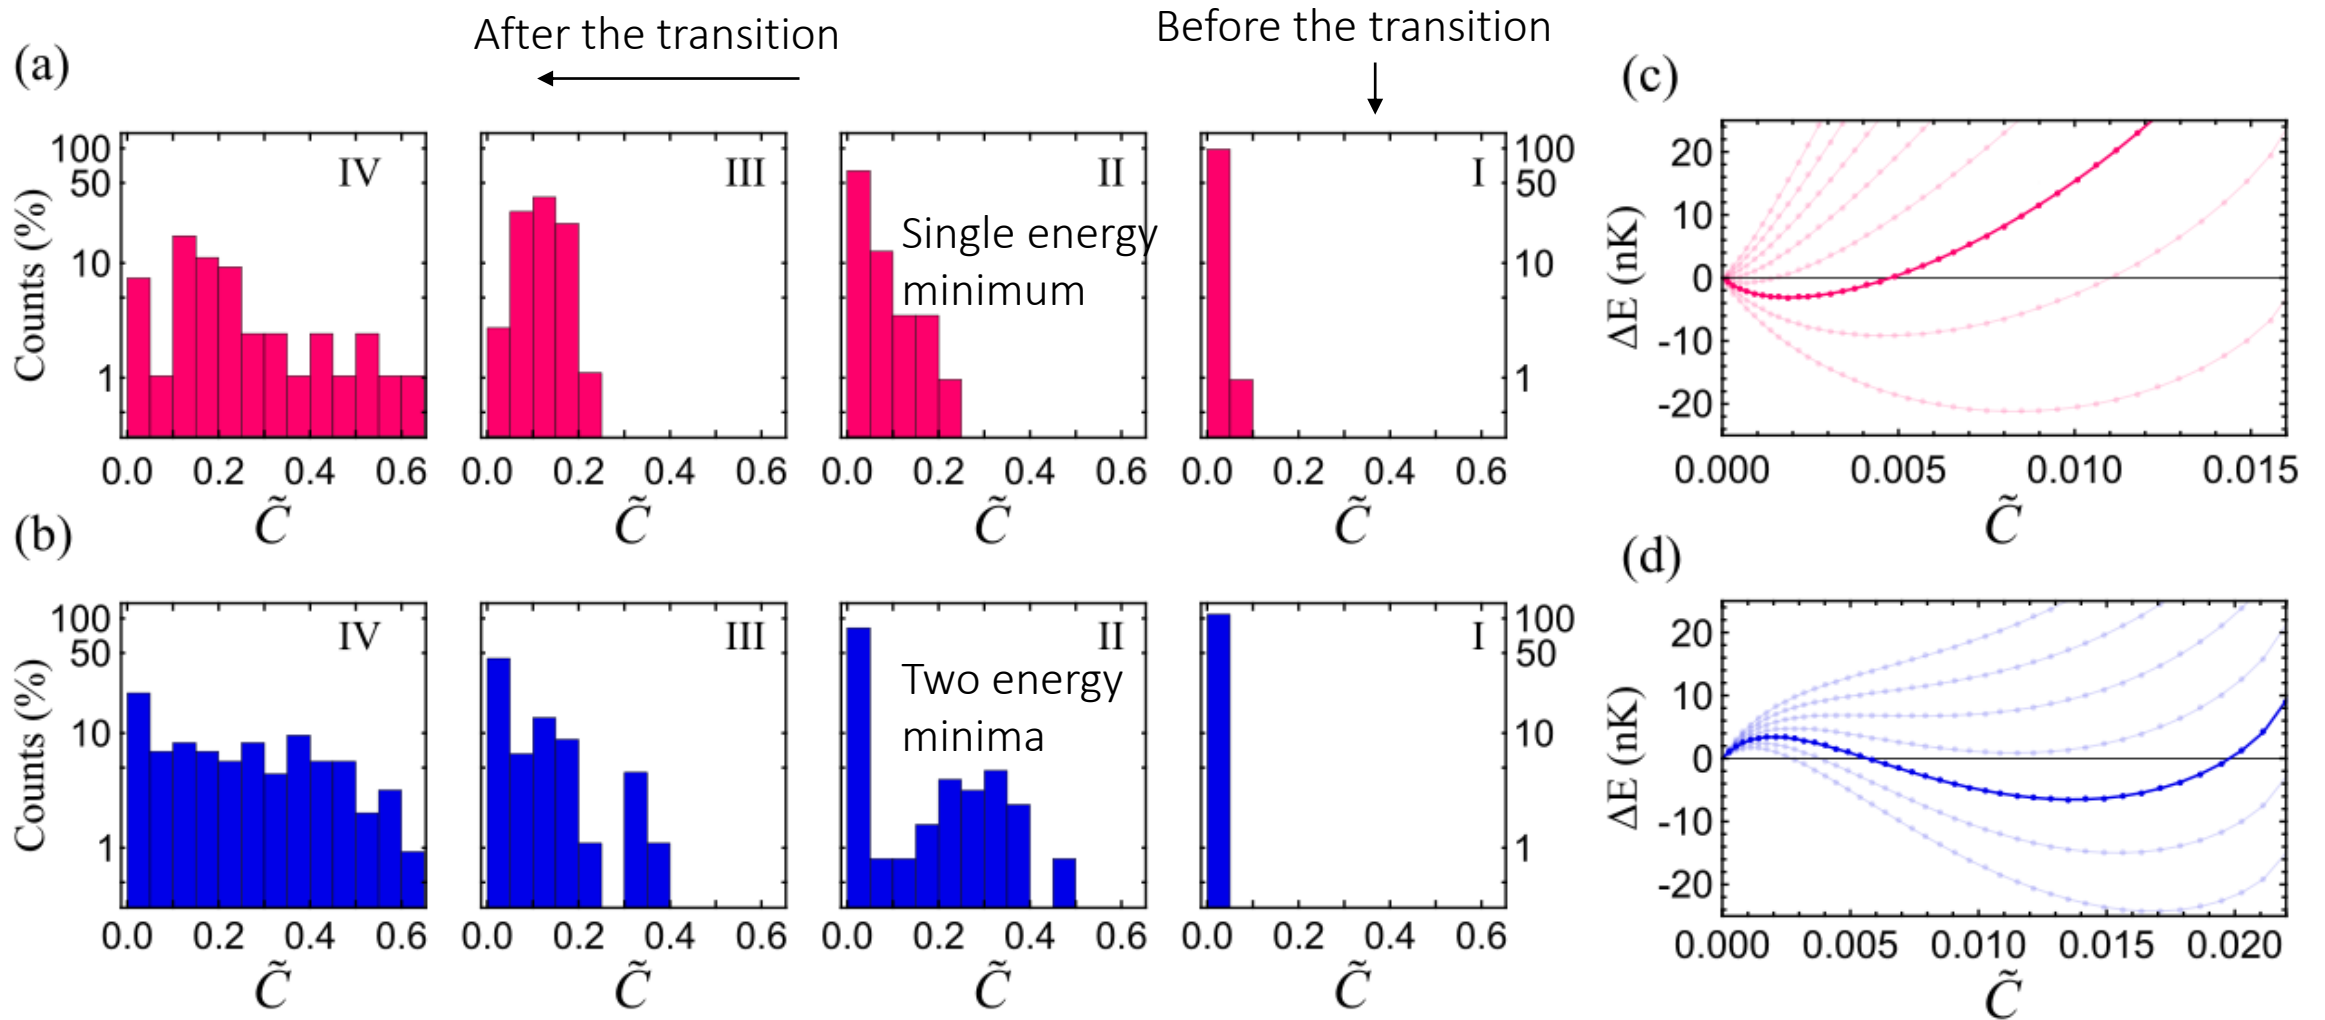 After the transition
Before the transition
(a)
(c)
100
50
10
1
Counts (%)
IV
0.0 0.2 0.4 0.6
C̃
III
0.0 0.2 0.4 0.6
C̃
II
Single energy
minimum
0.0 0.2 0.4 0.6
C̃
I
100
50
10
1
0.0 0.2 0.4 0.6
C̃
ΔE (nK)
20
10
0
-10
-20
0.000 0.005 0.010 0.015
C̃
(b)
(d)
100
50
10
1
Counts (%)
IV
0.0 0.2 0.4 0.6
C̃
III
0.0 0.2 0.4 0.6
C̃
II
Two energy
minima
0.0 0.2 0.4 0.6
C̃
I
100
50
10
1
0.0 0.2 0.4 0.6
C̃
ΔE (nK)
20
10
0
-10
-20
0.000 0.005 0.010 0.015 0.020
C̃